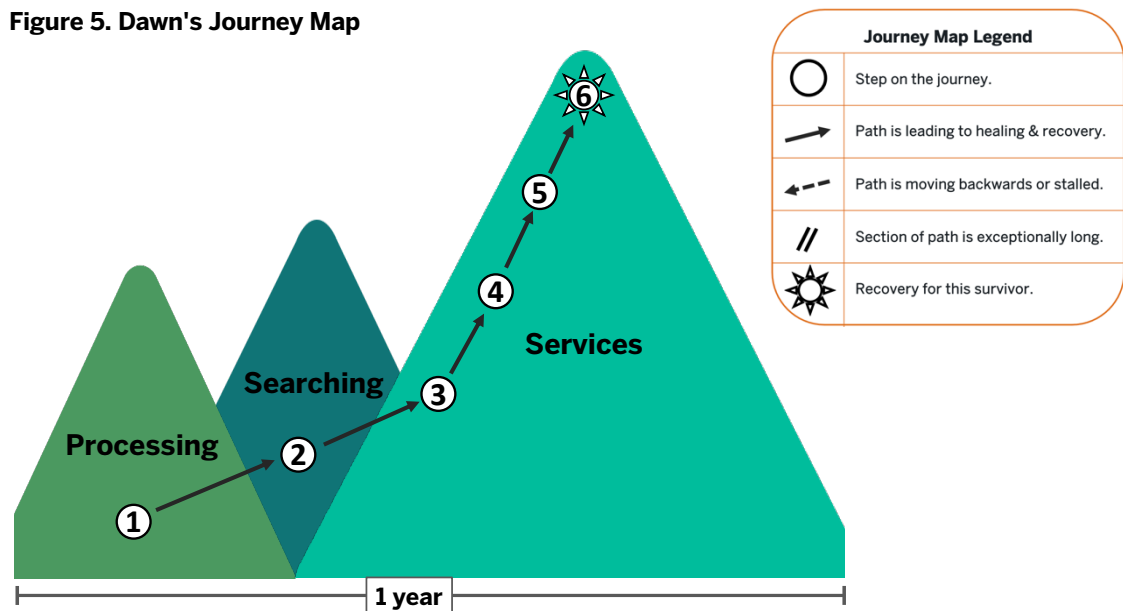 Figure 5. Dawn's Journey Map
Journey Map Legend
Step on the journey.
Path is leading to healing & recovery.
Path is moving backwards or stalled.
Section of path is exceptionally long.
Recovery for this survivor.
6
5
4
Services
Searching
3
Processing
2
1
1 year